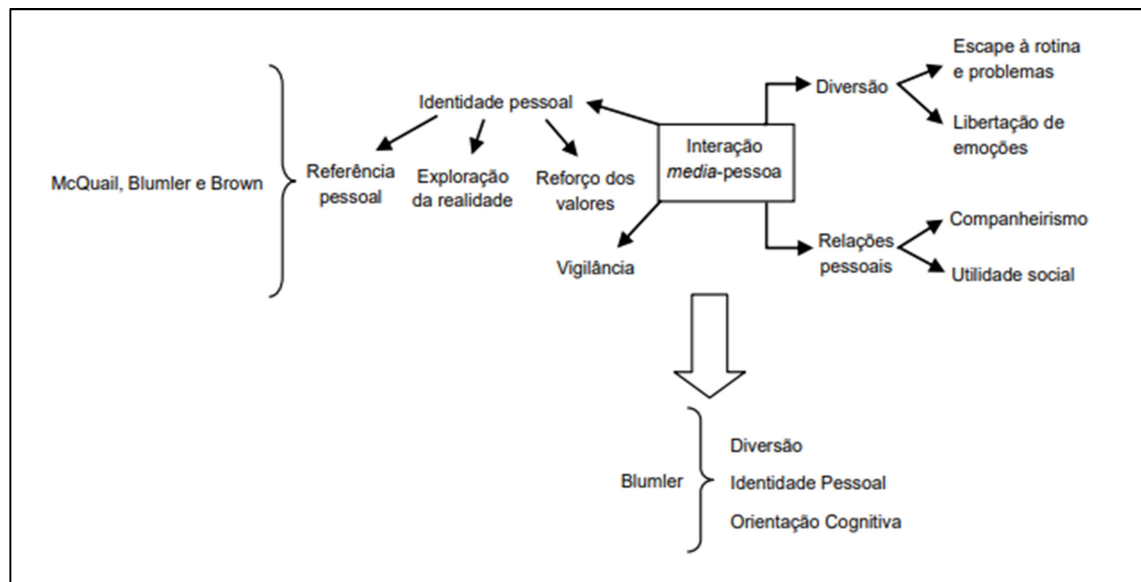 McQuail, Blumler e Brown
Identidade pessoal
Referência
pessoal
Exploração
da realidade
Reforço dos
valores
Vigilância
Interação
media-pessoa
Diversão
Escape à rotina
e problemas
Libertação de
emoções
Relações
pessoais
Companheirismo
Utilidade social
Blumler
Diversão
Identidade Pessoal
Orientação Cognitiva